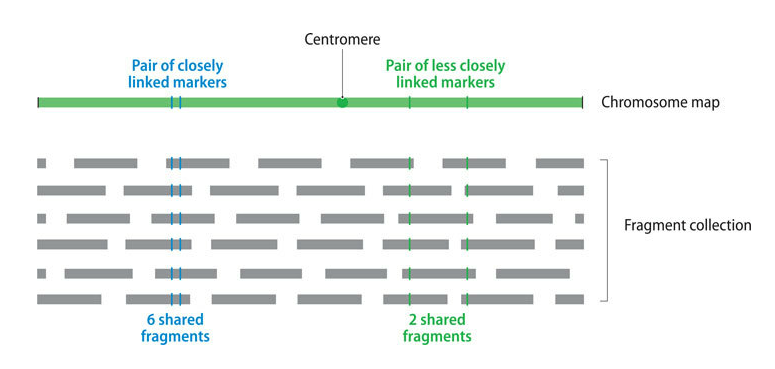 Centromere
Pair of closely
linked markers
Pair of less closely
linked markers
Chromosome map
Fragment collection
6 shared
fragments
2 shared
fragments